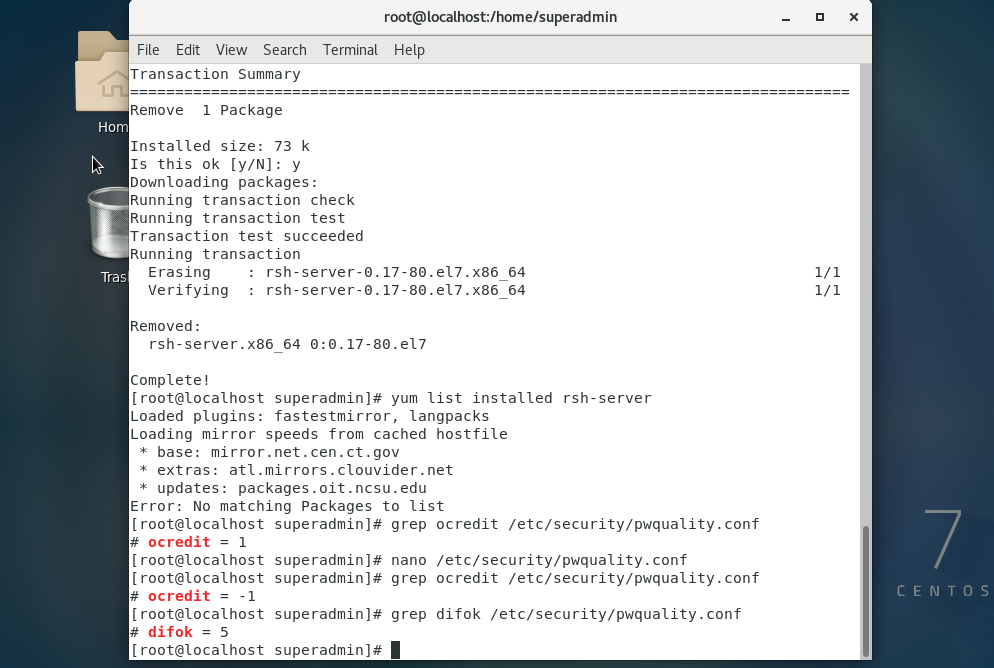 root@localhost:/home/superadmin
File Edit View Search Terminal Help
Transaction Summary
================================================================================
Remove  1 Package
Installed size: 73 k
Is this ok [y/N]: y
Downloading packages:
Running transaction check
Running transaction test
Transaction test succeeded
Running transaction
  Erasing    : rsh-server-0.17-80.el7.x86_64                                1/1
  Verifying  : rsh-server-0.17-80.el7.x86_64                                1/1
Removed:
  rsh-server.x86_64 0:0.17-80.el7
Complete!
[root@localhost superadmin]# yum list installed rsh-server
Loaded plugins: fastestmirror, langpacks
Loading mirror speeds from cached hostfile
 * base: mirror.net.cen.ct.gov
 * extras: atl.mirrors.clouvider.net
 * updates: packages.oit.ncsu.edu
Error: No matching Packages to list
[root@localhost superadmin]# grep ocredit /etc/security/pwquality.conf
# ocredit = 1
[root@localhost superadmin]# nano /etc/security/pwquality.conf
[root@localhost superadmin]# grep ocredit /etc/security/pwquality.conf
# ocredit = -1
[root@localhost superadmin]# grep difok /etc/security/pwquality.conf
# difok = 5
[root@localhost superadmin]#
Hom
Tras
7
CENTOS